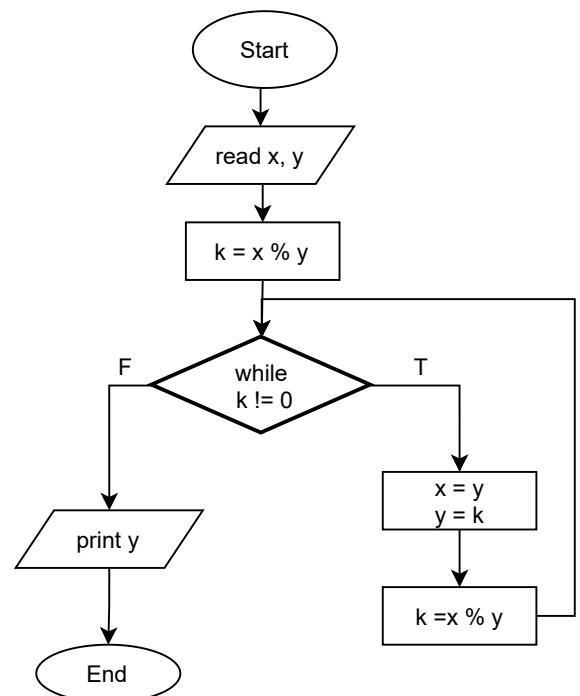 Start
read x, y
k = x % y
while
k != 0
F
T
x = y
y = k
print y
k =x % y
End